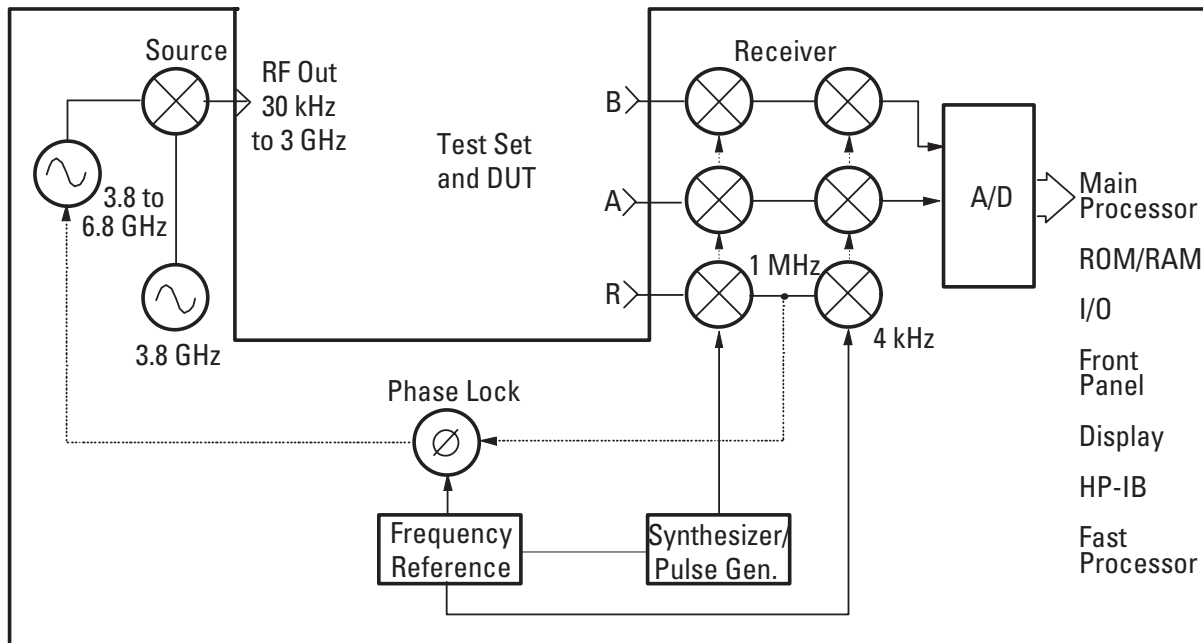 Source
RF Out
30 kHz
to 3 GHz
3.8 to
6.8 GHz
3.8 GHz
Test Set
and DUT
Receiver
B
A
R
1 MHz
4 kHz
A/D
Main
Processor
ROM/RAM
I/O
Front
Panel
Display
HP-IB
Fast
Processor
Phase Lock
Ø
Frequency
Reference
Synthesizer/
Pulse Gen.